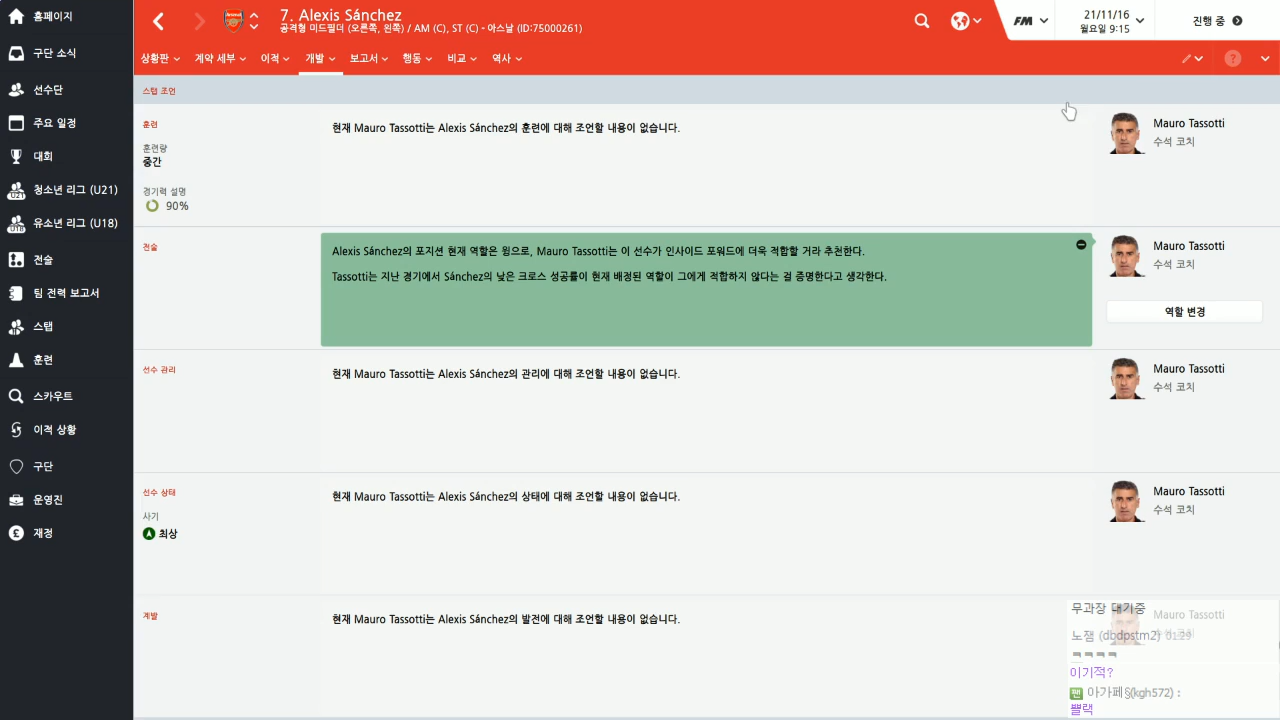 홈페이지
구단 소식
선수단
주요 일정
대회
청소년 리그 (U21)
유소년 리그 (U18)
전술
팀 전력 보고서
스탭
훈련
스카우트
이적 상황
구단
운영진
재정
7. Alexis Sánchez
공격형 미드필더 (오른쪽, 왼쪽) / AM (C), ST (C) - 아스날 (ID:75000261)
FM
21/11/16
월요일 9:15
진행 중
상황판 계약 세부 이적 개발 보고서 행동 비교 역사
스탭 조언
훈련
훈련량
중간
경기력 설명
90%
현재 Mauro Tassotti는 Alexis Sánchez의 훈련에 대해 조언할 내용이 없습니다.
Mauro Tassotti
수석 코치
전술
Alexis Sánchez의 포지션 현재 역할은 윙으로, Mauro Tassotti는 이 선수가 인사이드 포워드에 더욱 적합할 거라 추천한다.
Tassotti는 지난 경기에서 Sánchez의 낮은 크로스 성공률이 현재 배정된 역할이 그에게 적합하지 않다는 걸 증명한다고 생각한다.
Mauro Tassotti
수석 코치
역할 변경
선수 관리
현재 Mauro Tassotti는 Alexis Sánchez의 관리에 대해 조언할 내용이 없습니다.
Mauro Tassotti
수석 코치
선수 상태
사기
최상
현재 Mauro Tassotti는 Alexis Sánchez의 상태에 대해 조언할 내용이 없습니다.
Mauro Tassotti
수석 코치
계발
현재 Mauro Tassotti는 Alexis Sánchez의 발전에 대해 조언할 내용이 없습니다.
Mauro Tassotti
무과장 대기중
노잼 (dbdpstm2) 01:29
ㅋㅋㅋㅋ
이기적?
팬 아가페§(kgh572) :
쁠랙